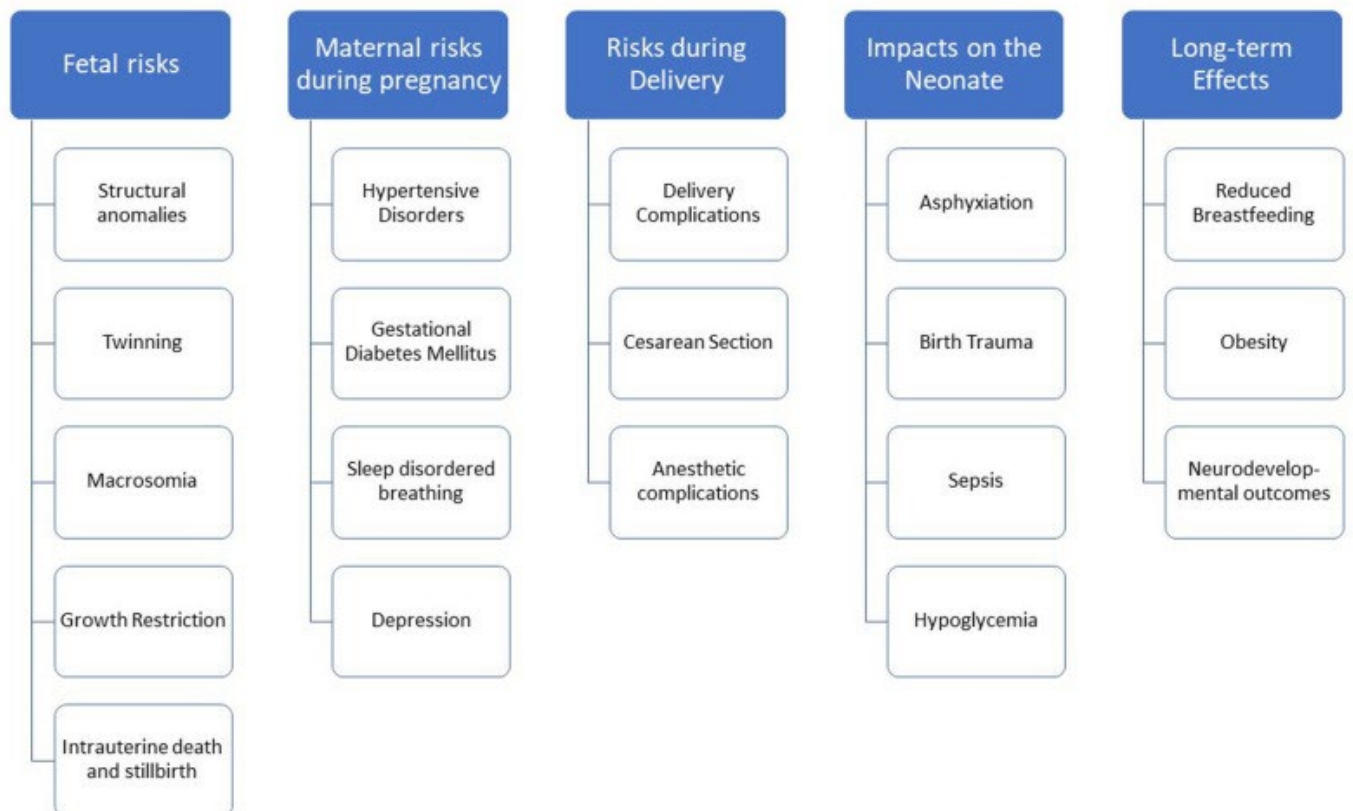 Fetal risks
Structural
anomalies
Twinning
Macrosomia
Growth Restriction
Intrauterine death
and stillbirth
Maternal risks
during pregnancy
Hypertensive
Disorders
Gestational
Diabetes Mellitus
Sleep disordered
breathing
Depression
Risks during
Delivery
Delivery
Complications
Cesarean Section
Anesthetic
complications
Impacts on the
Neonate
Asphyxiation
Birth Trauma
Sepsis
Hypoglycemia
Long-term
Effects
Reduced
Breastfeeding
Obesity
Neurodevelop-
mental outcomes